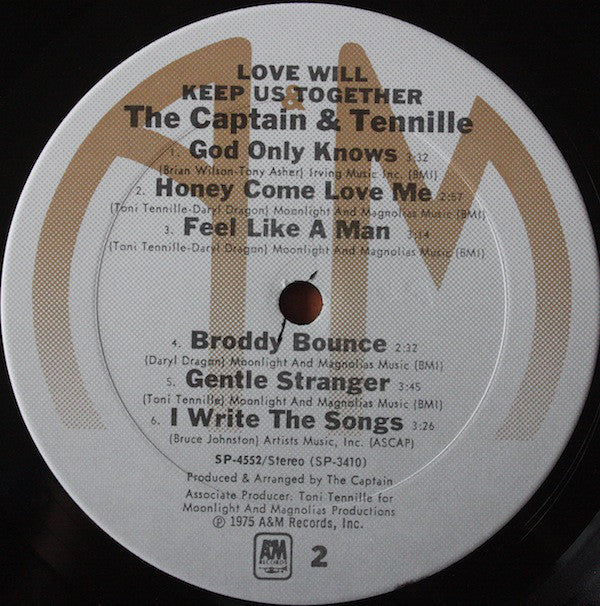 LOVE WILL
KEEP US TOGETHER
The Captain & Tennille
1. God Only Knows 3:32
(Brian Wilson-Tony Asher) Irving Music Inc. (BMI)
2. Honey Come Love Me 2:57
(Toni Tennille-Daryl Dragon) Moonlight And Magnolias Music (BMI)
3. Feel Like A Man 3:14
(Toni Tennille-Daryl Dragon) Moonlight And Magnolias Music (BMI)
4. Broddy Bounce 2:32
(Daryl Dragon) Moonlight And Magnolias Music (BMI)
5. Gentle Stranger 3:45
(Toni Tennille) Moonlight And Magnolias Music (BMI)
6. I Write The Songs 3:26
(Bruce Johnston) Artists Music, Inc. (ASCAP)
SP-4552/Stereo (SP-3410)
Produced & Arranged by The Captain
Associate Producer: Toni Tennille for
Moonlight and Magnolias Productions
℗ 1975 A&M Records, Inc.
A&M
RECORDS
2